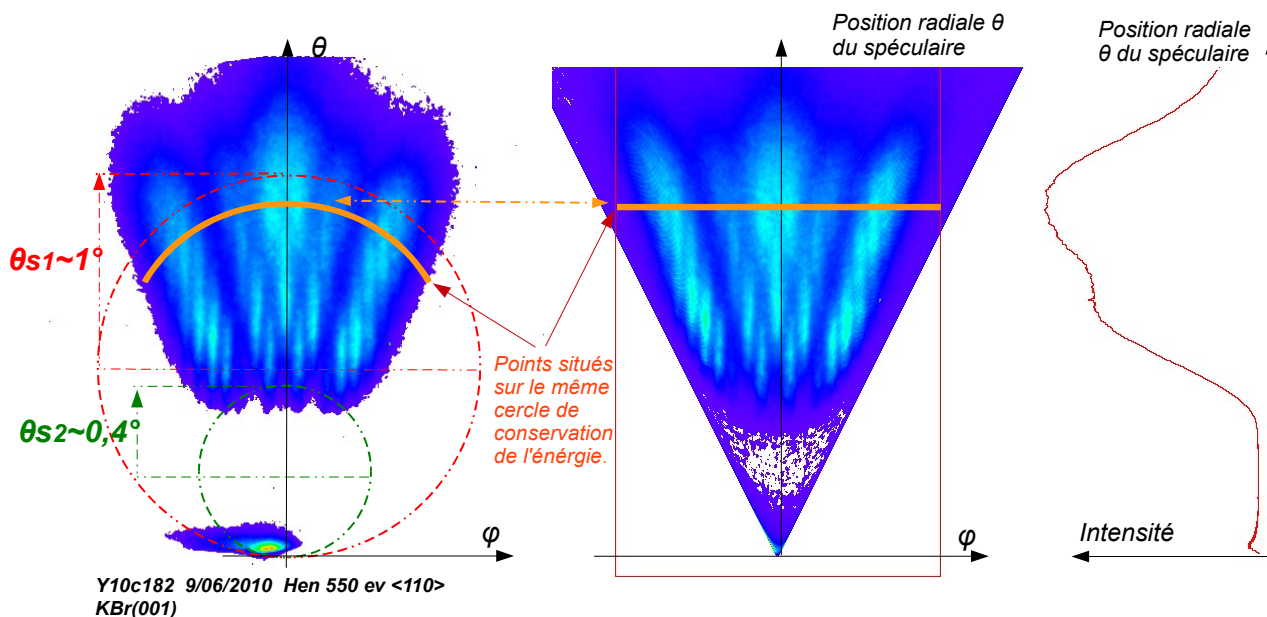 θ
θs1~1°
θs2~0,4°
φ
Y10c182 9/06/2010 Hen 550 ev <110>
KBr(001)
Points situés
sur le même
cercle de
conservation
de l'énérgie.
Position radiale θ
du spéculaire
φ
Position radiale
θ du spéculaire
Intensité